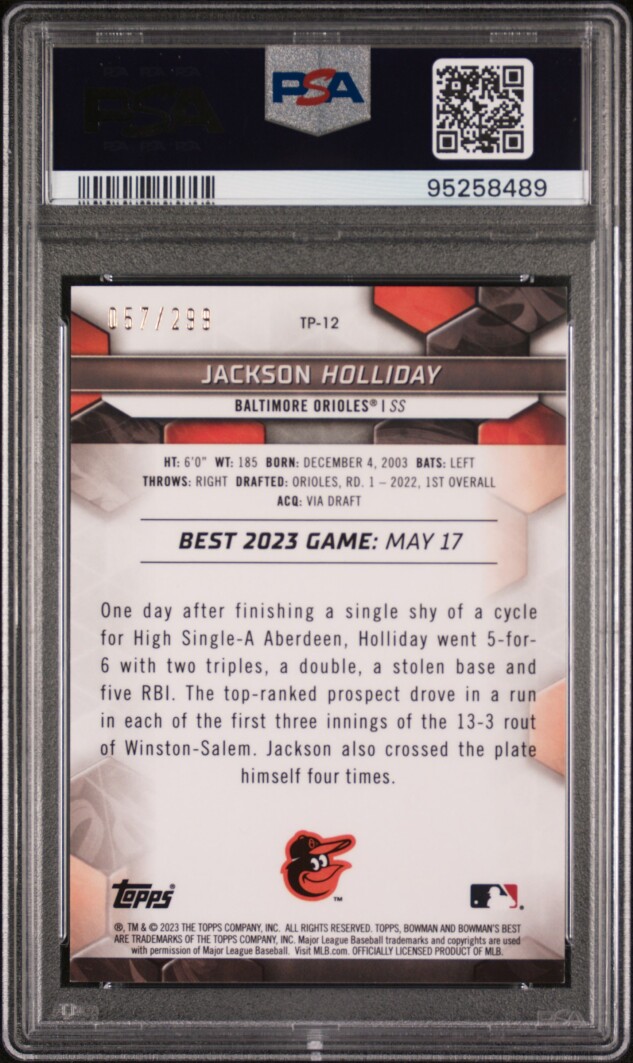 PSA
95258489
057/299
TP-12
JACKSON HOLLIDAY
BALTIMORE ORIOLES® | SS
HT: 6'0" WT: 185 BORN: DECEMBER 4, 2003 BATS: LEFT
THROWS: RIGHT DRAFTED: ORIOLES, RD. 1 – 2022, 1ST OVERALL
ACQ: VIA DRAFT
BEST 2023 GAME: MAY 17
One day after finishing a single shy of a cycle
for High Single-A Aberdeen, Holliday went 5-for-
6 with two triples, a double, a stolen base and
five RBI. The top-ranked prospect drove in a run
in each of the first three innings of the 13-3 rout
of Winston-Salem. Jackson also crossed the plate
himself four times.
TM
topps®
®, TM & © 2023 THE TOPPS COMPANY, INC. ALL RIGHTS RESERVED. TOPPS, BOWMAN AND BOWMAN'S BEST
ARE TRADEMARKS OF THE TOPPS COMPANY, INC. Major League Baseball trademarks and copyrights are used
with permission of Major League Baseball. Visit MLB.com. OFFICIALLY LICENSED PRODUCT OF MLB.
PSA